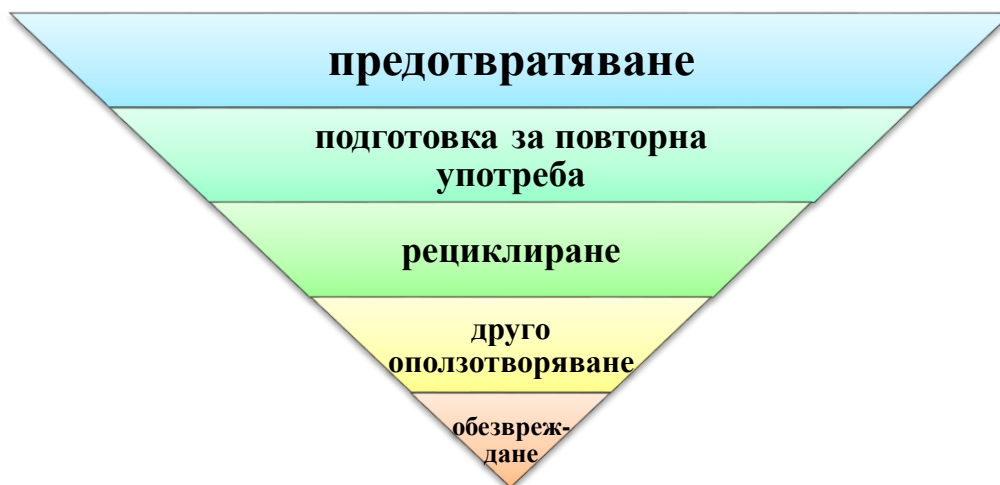 предотвратяване
подготовка за повторна
употреба
рециклиране
друго
оползотворяване
обезвреж-
дане